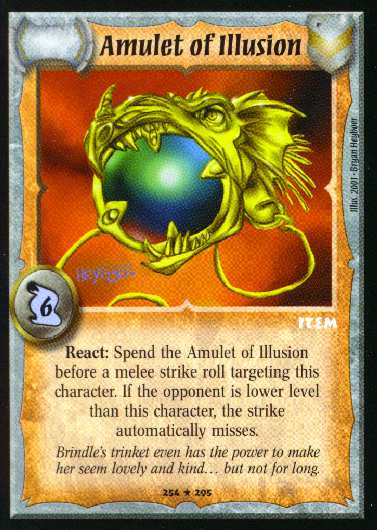 Amulet of Illusion
Illus. 2001 • Bryan Heyboer
Heyboer
6
ITEM
React: Spend the Amulet of Illusion
before a melee strike roll targeting this
character. If the opponent is lower level
than this character, the strike
automatically misses.
Brindle's trinket even has the power to make
her seem lovely and kind… but not for long.
254 ★ 295